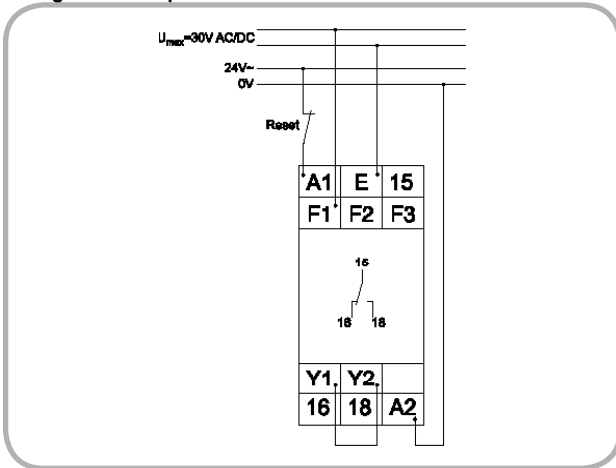 Umax=30V AC/DC
24V~
0V
Reset
A1 E 15
F1 F2 F3
15
16 18
Y1 Y2
16 18 A2